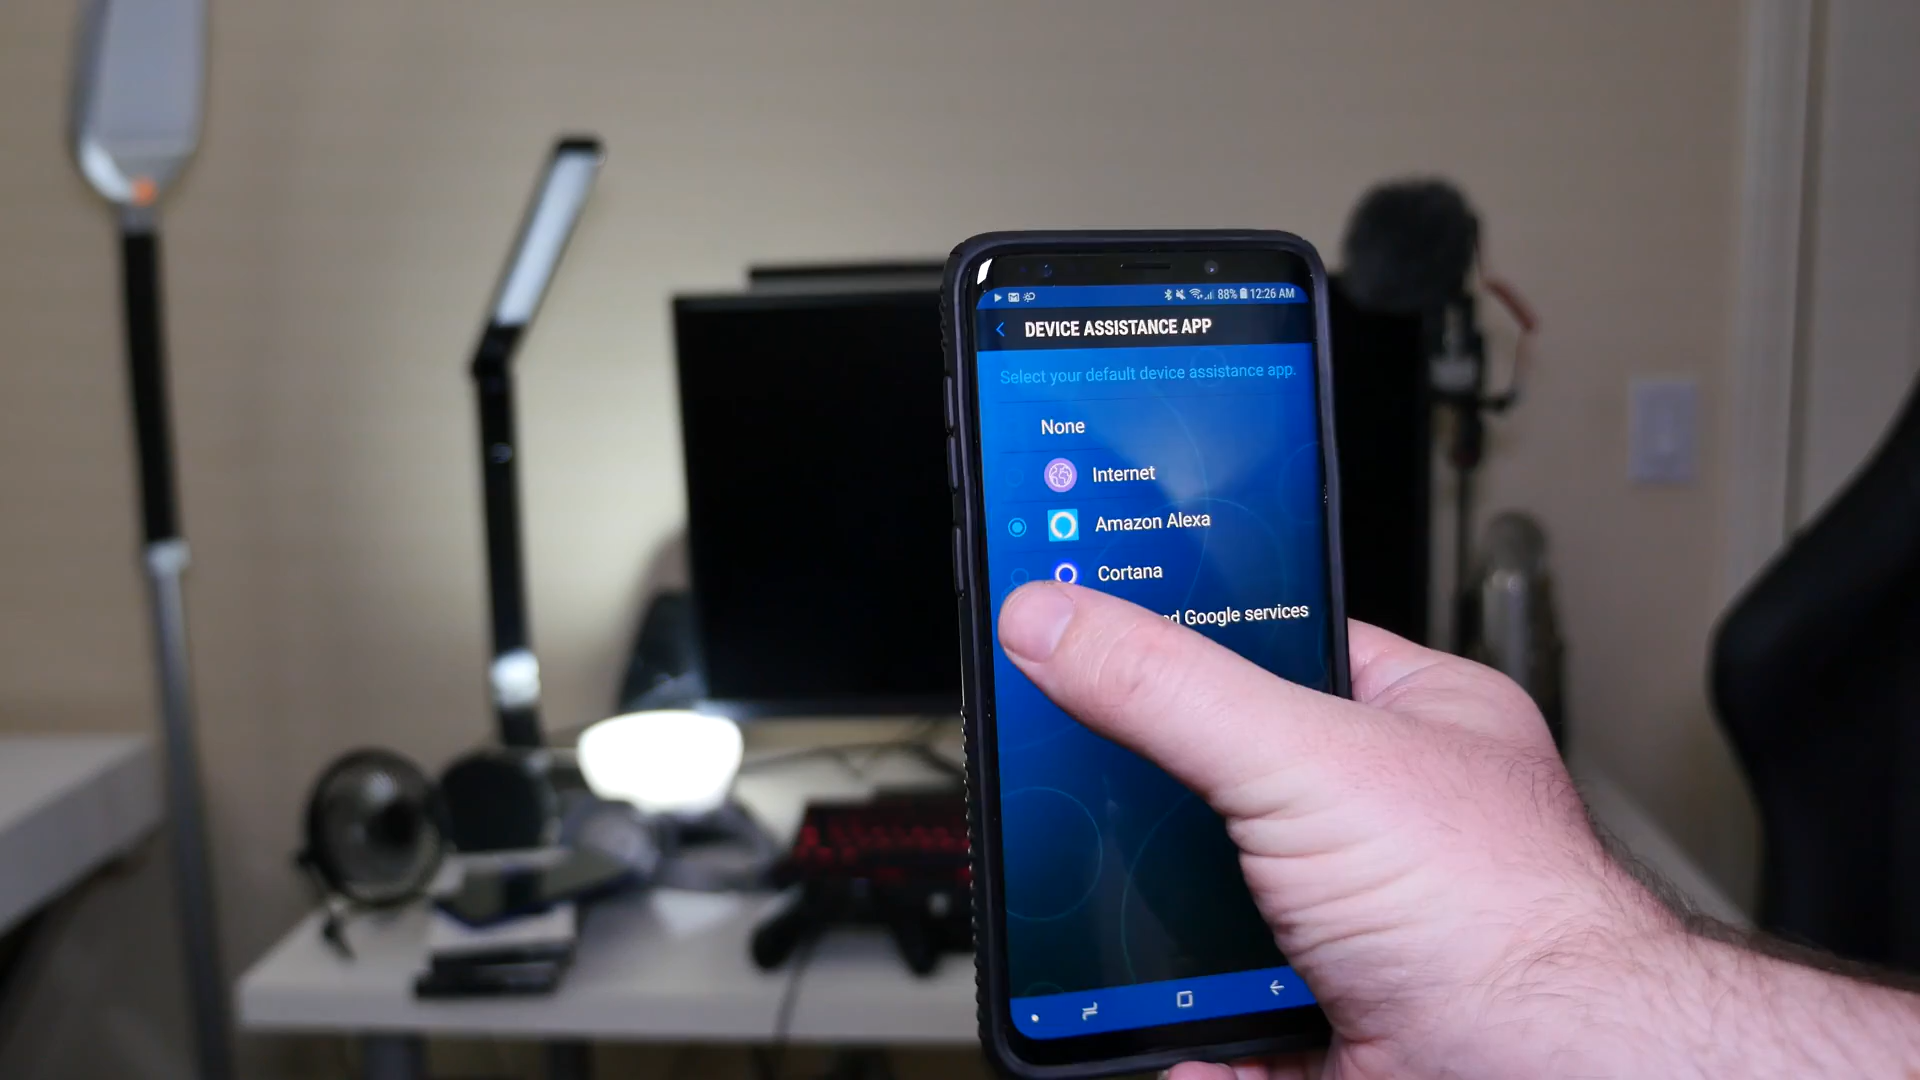 88% 12:26 AM
DEVICE ASSISTANCE APP
Select your default device assistance app.
None
Internet
Amazon Alexa
Cortana
Google services